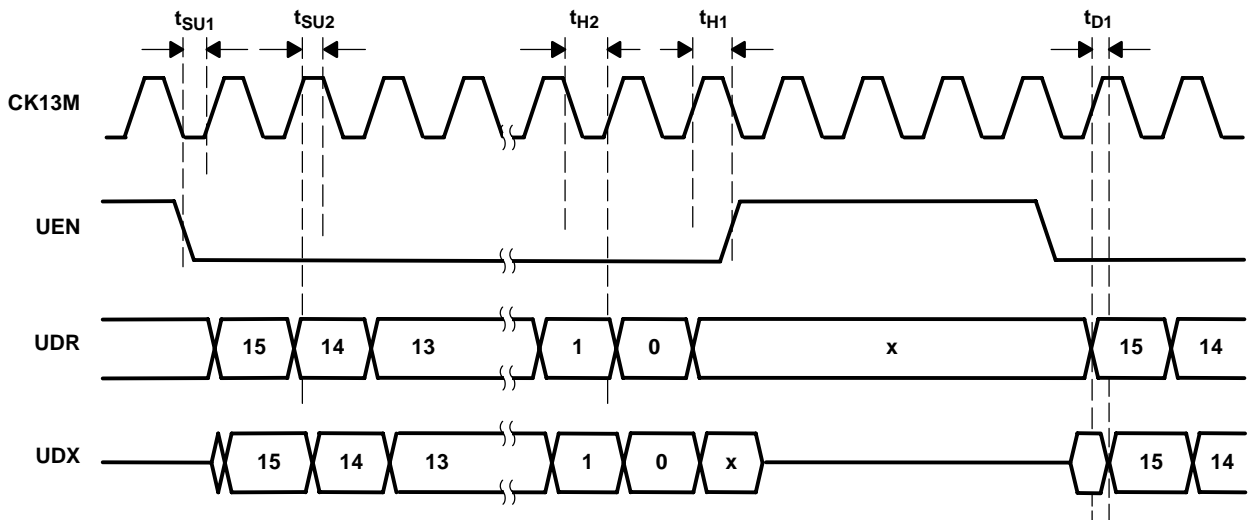 tSU1 tSU2 tH2 tH1 tD1
CK13M
UEN
UDR 15 14 13 1 0 x 15 14
UDX 15 14 13 1 0 x 15 14